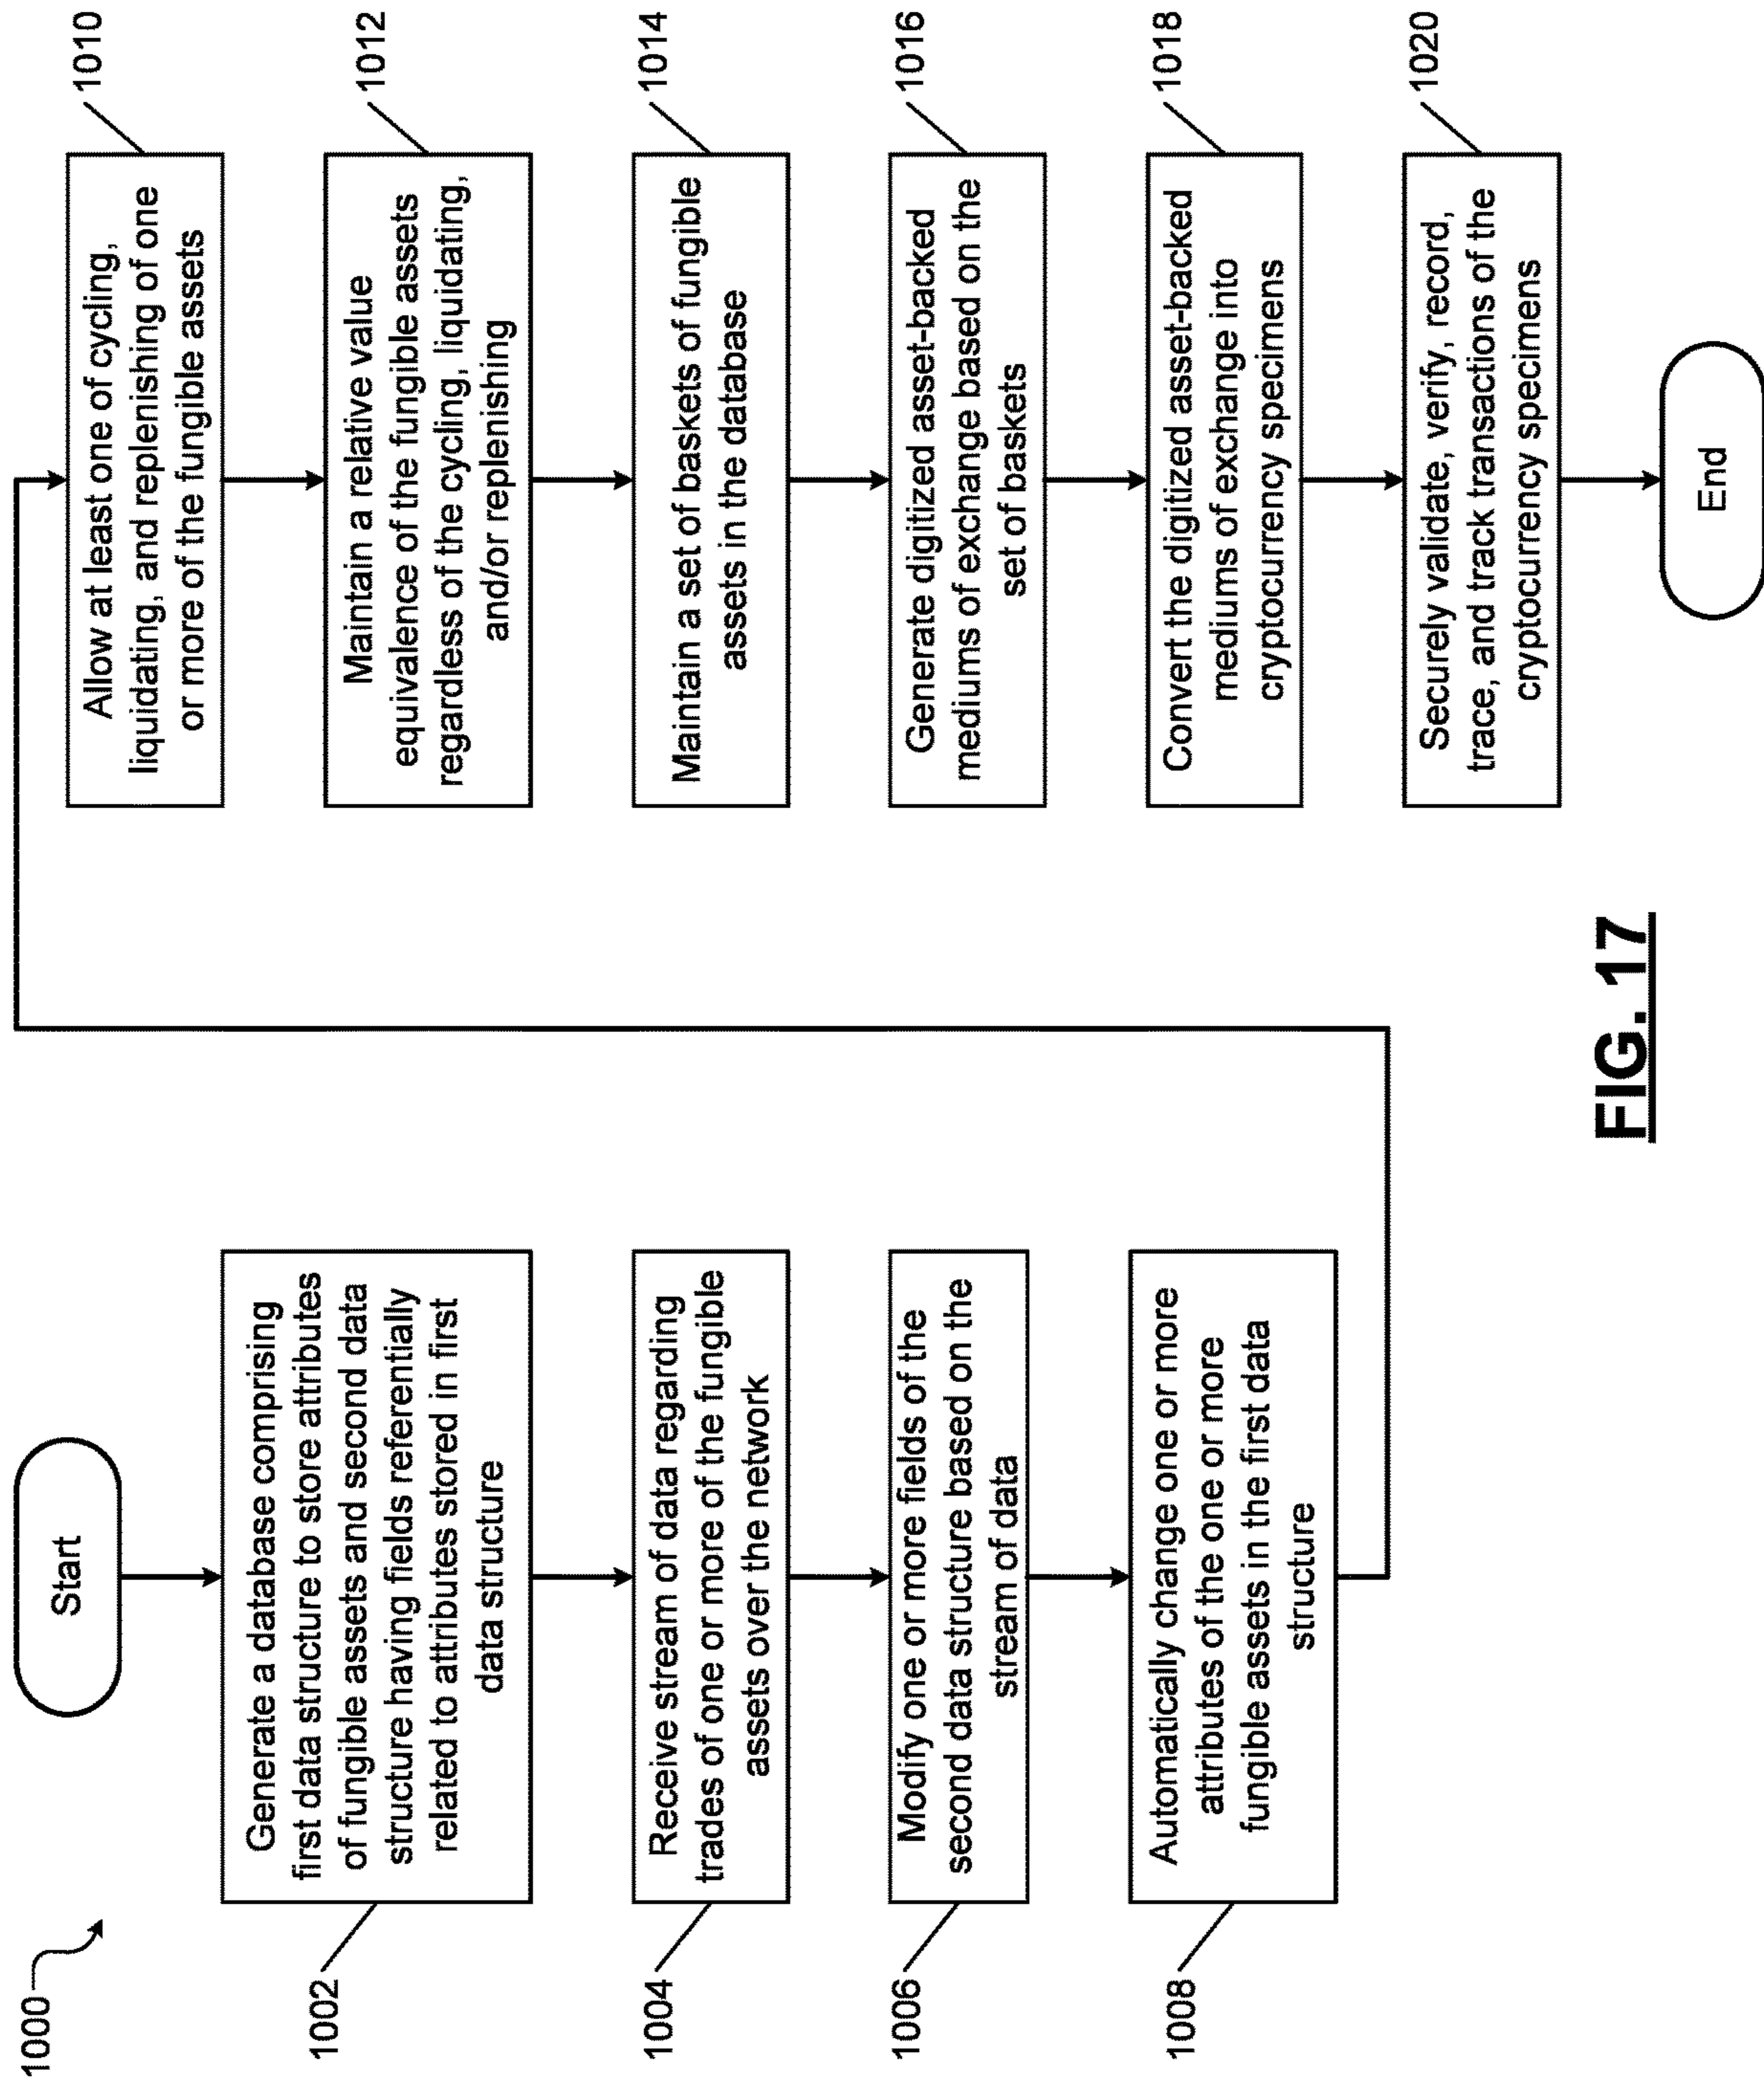 1000
Start
Generate a database comprising
first data structure to store attributes
of fungible assets and second data
structure having fields referentially
related to attributes stored in first
data structure
1002
Receive stream of data regarding
trades of one or more of the fungible
assets over the network
1004
Modify one or more fields of the
second data structure based on the
stream of data
1006
Automatically change one or more
attributes of the one or more
fungible assets in the first data
structure
1008
Allow at least one of cycling,
liquidating, and replenishing of one
or more of the fungible assets
1010
Maintain a relative value
equivalence of the fungible assets
regardless of the cycling, liquidating,
and/or replenishing
1012
Maintain a set of baskets of fungible
assets in the database
1014
Generate digitized asset-backed
mediums of exchange based on the
set of baskets
1016
Convert the digitized asset-backed
mediums of exchange into
cryptocurrency specimens
1018
Securely validate, verify, record,
trace, and track transactions of the
cryptocurrency specimens
1020
End
FIG. 17